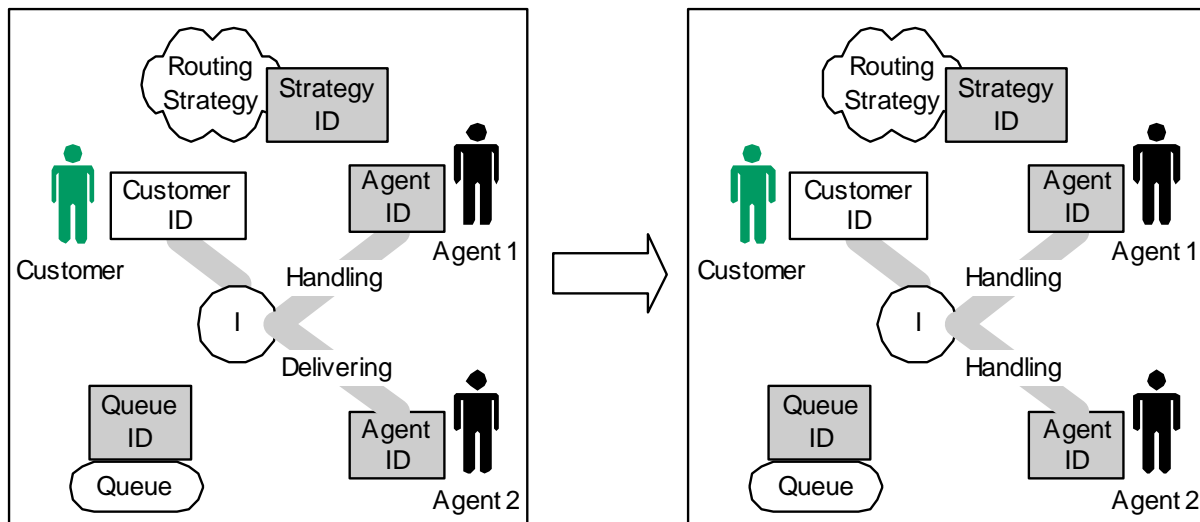 Routing
Strategy
Strategy
ID
Customer
ID
Agent
ID
Customer
Agent 1
Handling
I
Delivering
Queue
ID
Agent
ID
Queue
Agent 2
Routing
Strategy
Strategy
ID
Customer
ID
Agent
ID
Customer
Agent 1
Handling
I
Handling
Queue
ID
Agent
ID
Queue
Agent 2